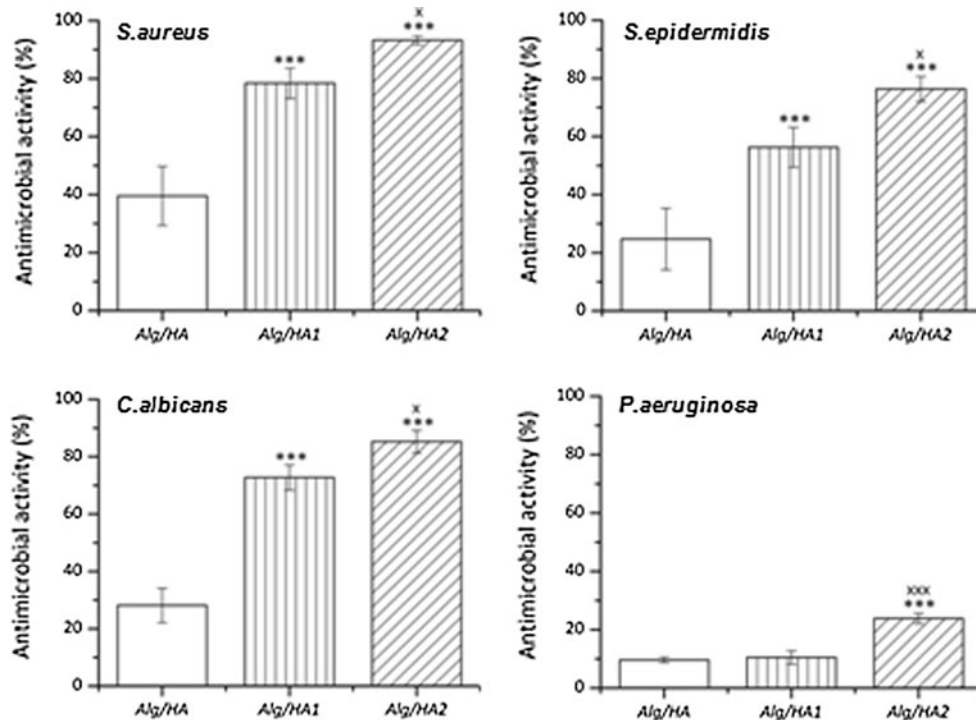 Antimicrobial activity (%)
100
80
60
40
20
0
S.aureus
***
x
***
Alg/HA Alg/HA1 Alg/HA2
Antimicrobial activity (%)
100
80
60
40
20
0
S.epidermidis
***
x
***
Alg/HA Alg/HA1 Alg/HA2
Antimicrobial activity (%)
100
80
60
40
20
0
C.albicans
***
x
***
Alg/HA Alg/HA1 Alg/HA2
Antimicrobial activity (%)
100
80
60
40
20
0
P.aeruginosa
xxx
***
Alg/HA Alg/HA1 Alg/HA2